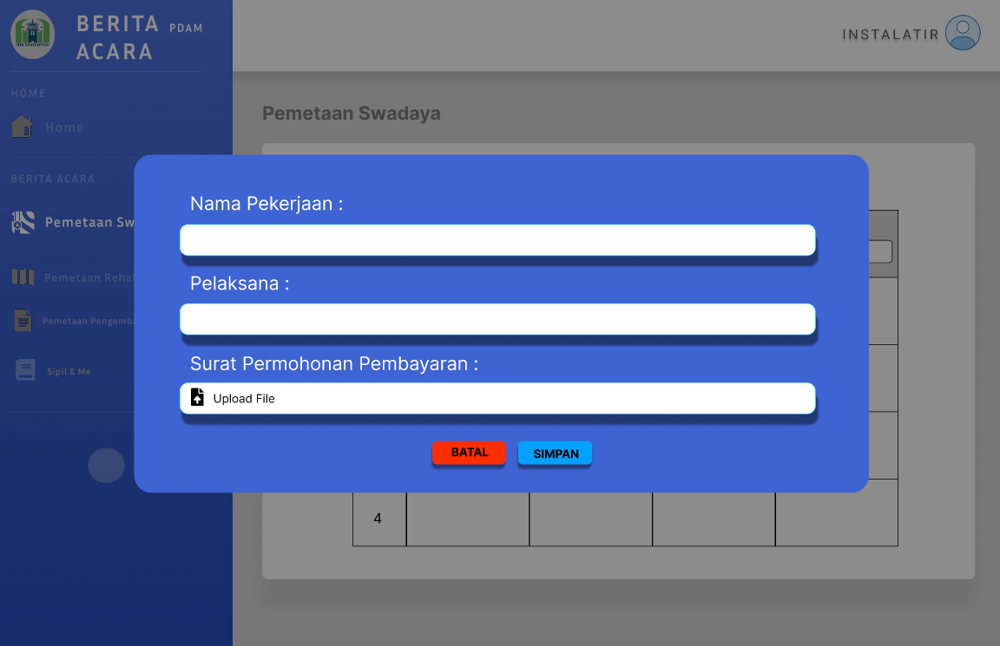 BERITA PDAM
ACARA
INSTALATIR
HOME
Home
Pemetaan Swadaya
BERITA ACARA
Pemetaan Sw
Pemetaan Reha
Pemetaan Pengemba
Sipil & Me
Nama Pekerjaan :
Pelaksana :
Surat Permohonan Pembayaran :
Upload File
BATAL
SIMPAN
4